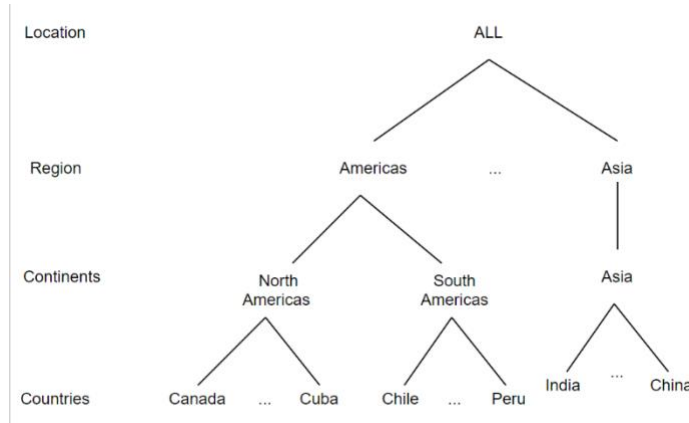 Location
ALL
Region
Americas
...
Asia
Continents
North
Americas
South
Americas
Asia
Countries
Canada
...
Cuba
Chile
...
Peru
India
...
China